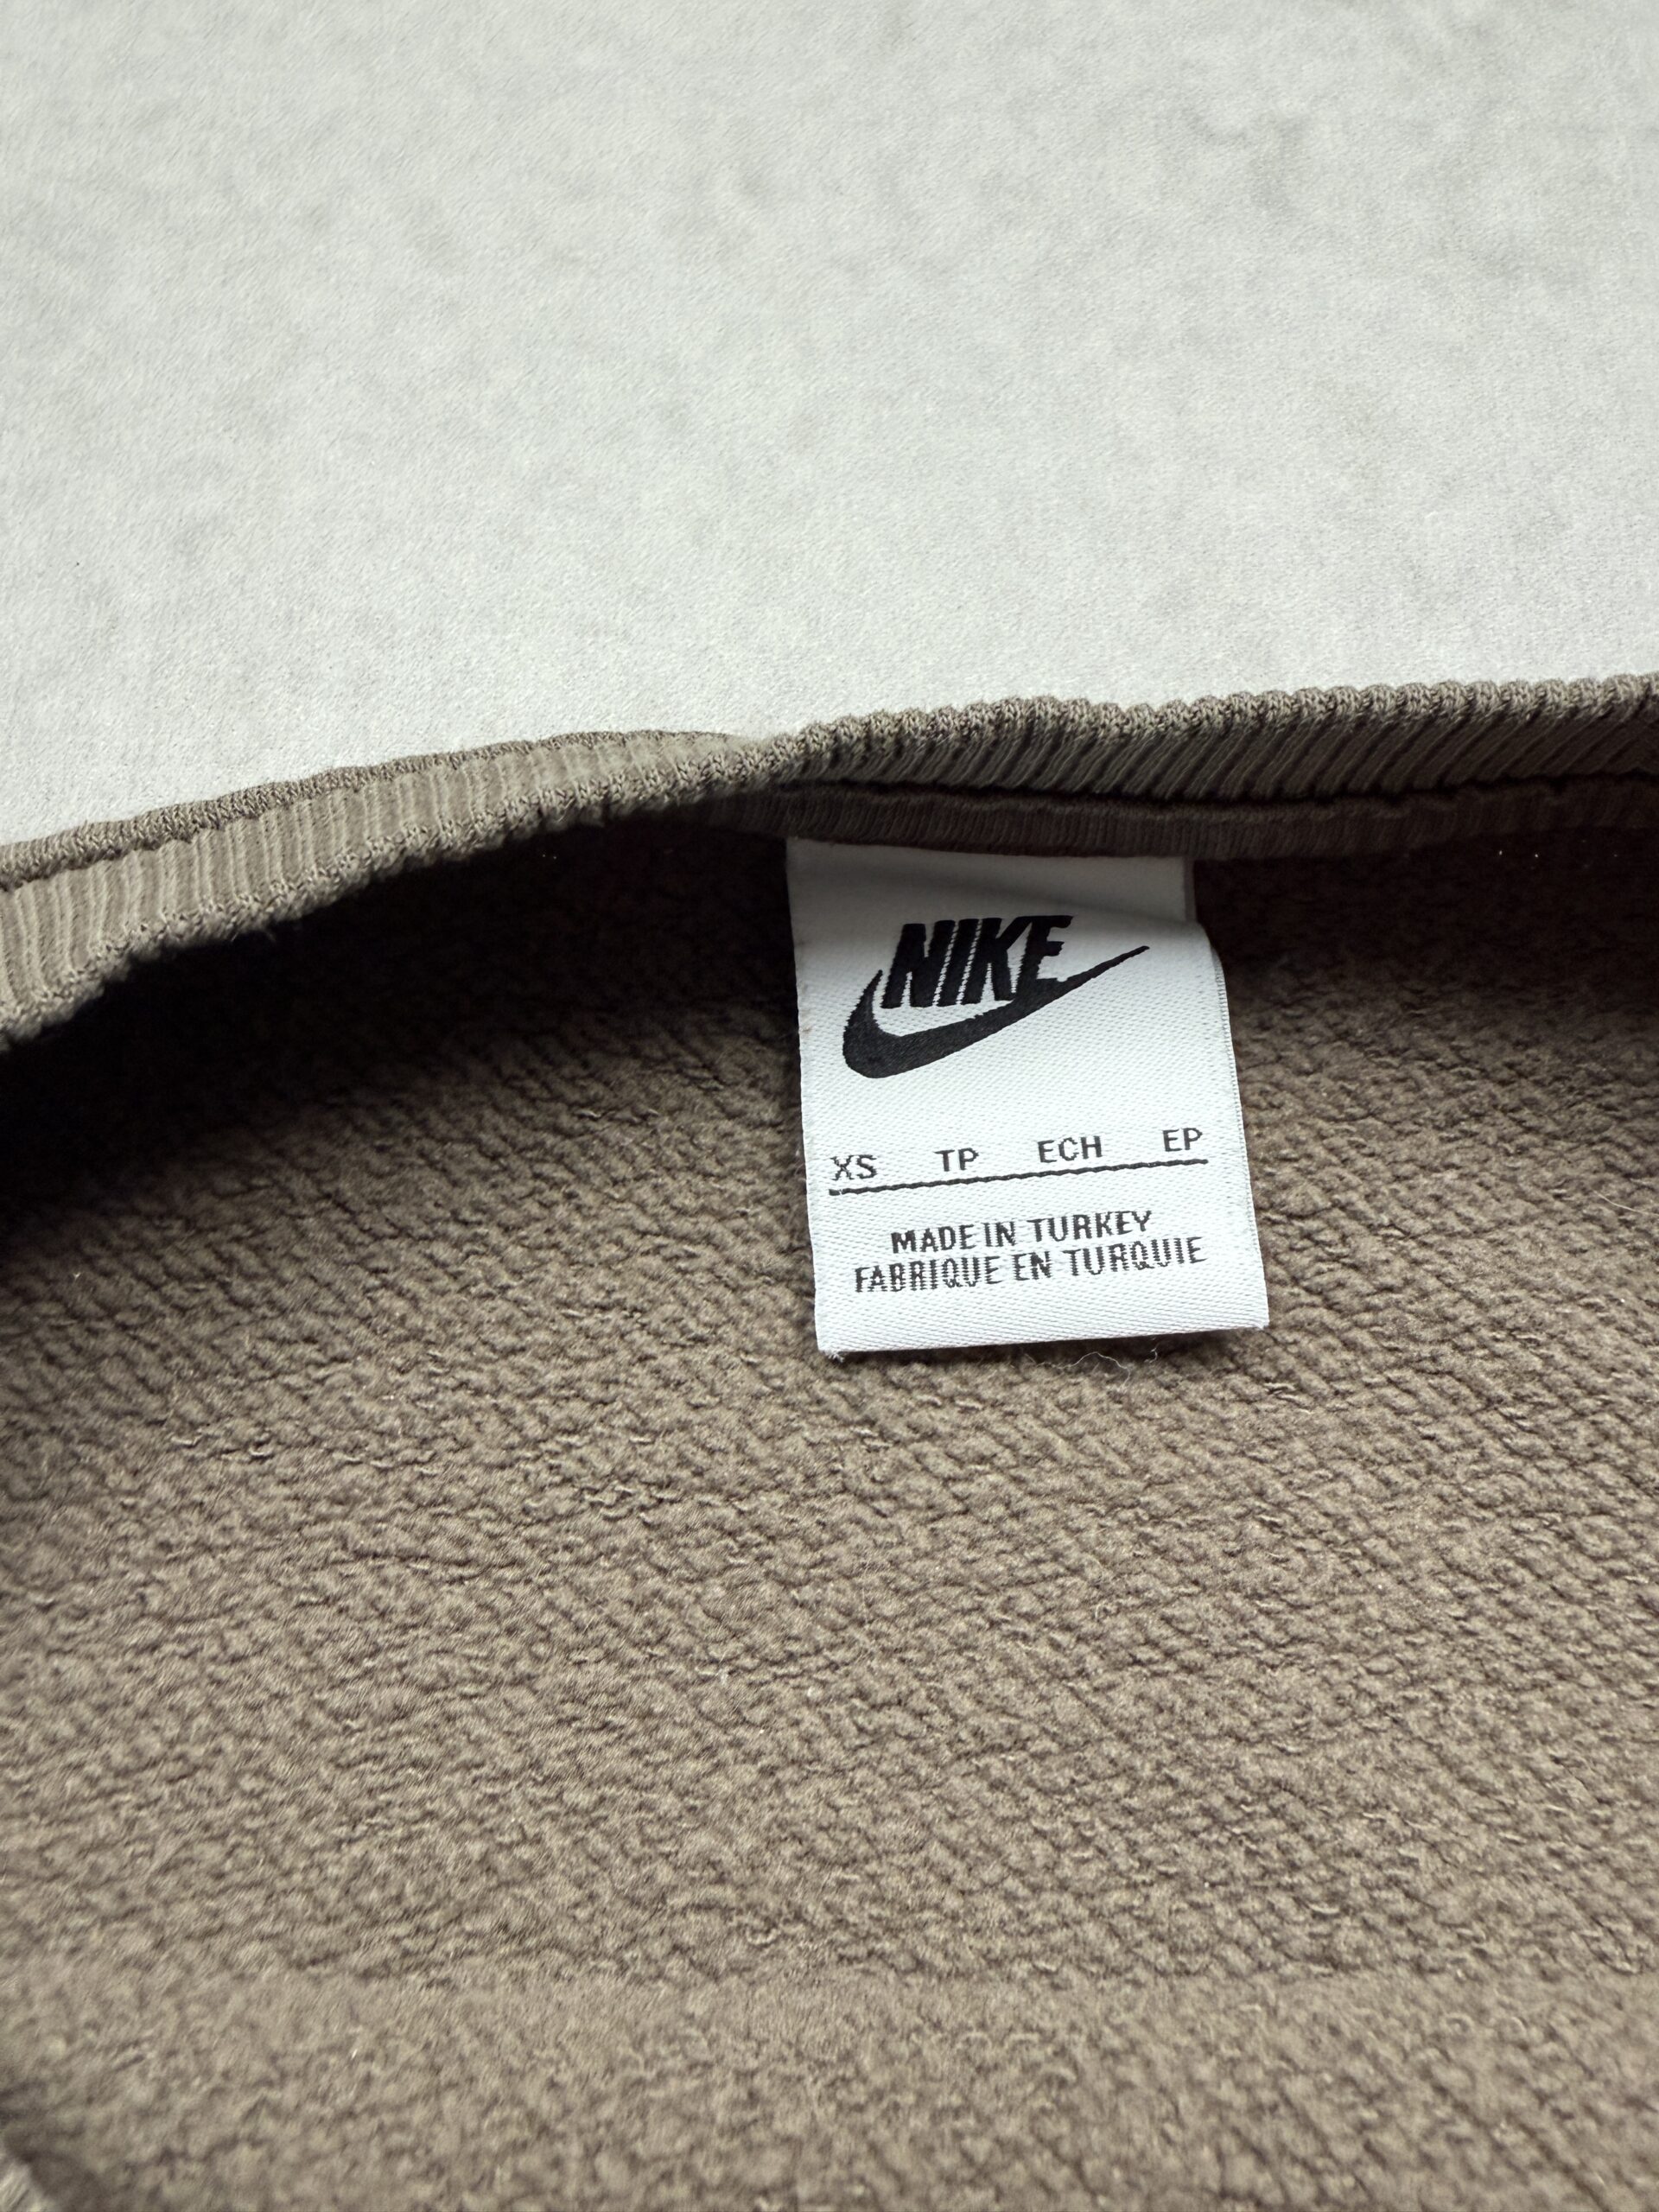 NIKE
XS TP ECH EP
MADE IN TURKEY
FABRIQUE EN TURQUIE